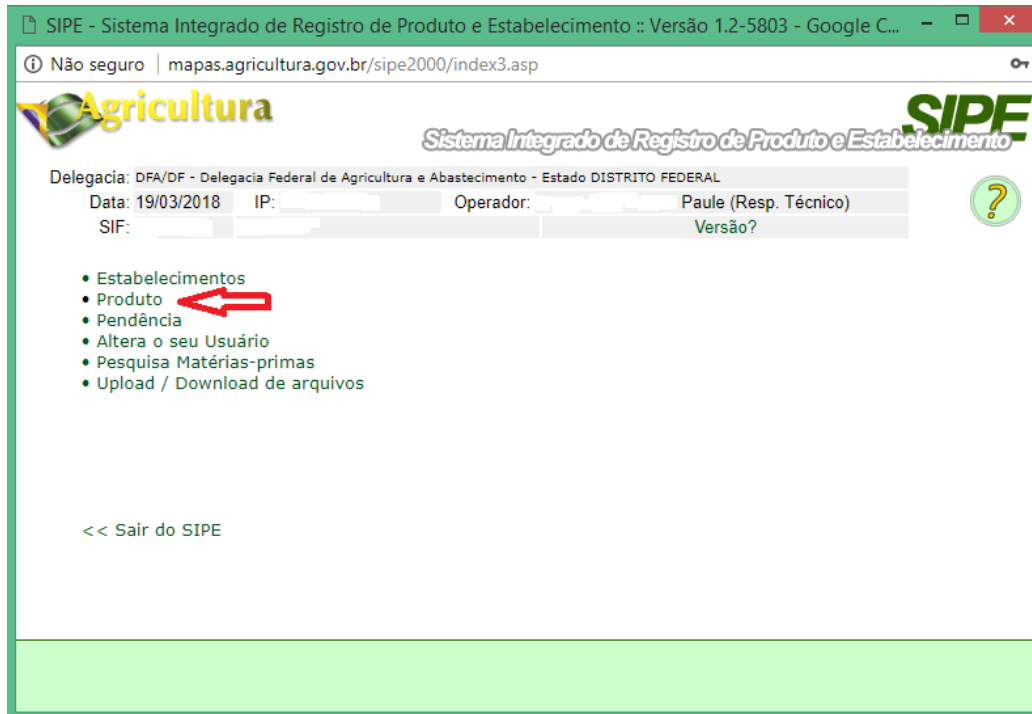 SIPE - Sistema Integrado de Registro de Produto e Estabelecimento :: Versão 1.2-5803 - Google C...
Não seguro | mapas.agricultura.gov.br/sipe2000/index3.asp
Agricultura
SIPE
Sistema Integrado de Registro de Produto e Estabelecimento
Delegacia: DFA/DF - Delegacia Federal de Agricultura e Abastecimento - Estado DISTRITO FEDERAL
Data: 19/03/2018 IP: Operador: Paule (Resp. Técnico)
SIF: Versão?
• Estabelecimentos
• Produto
• Pendência
• Altera o seu Usuário
• Pesquisa Matérias-primas
• Upload / Download de arquivos
<< Sair do SIPE